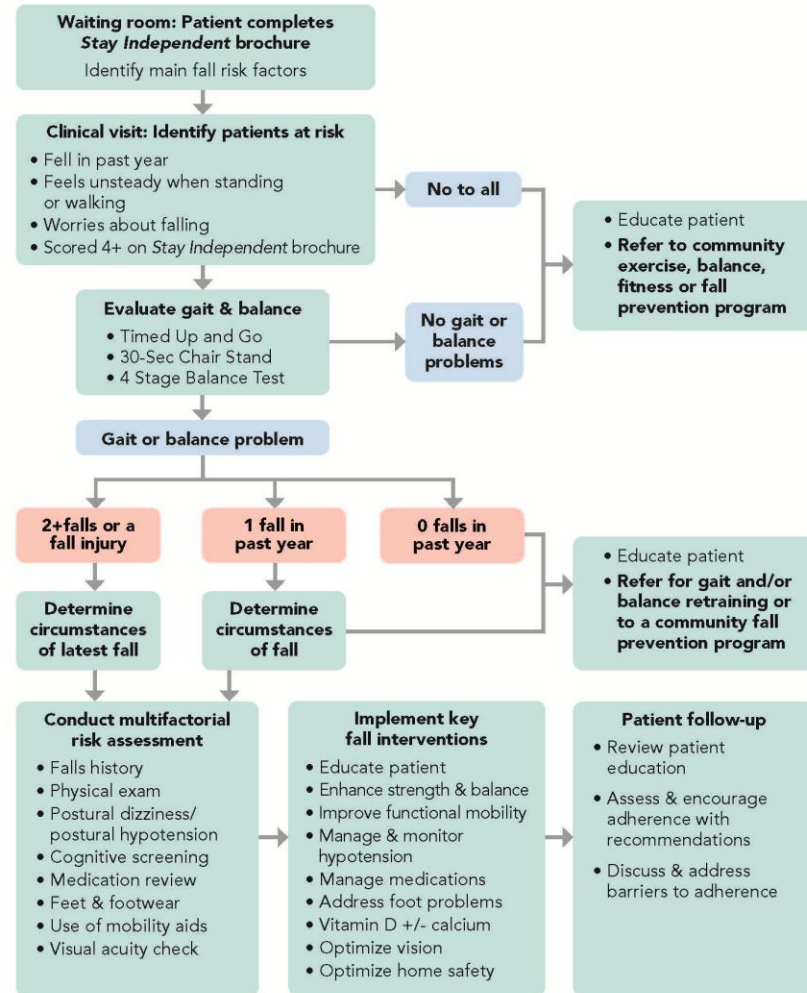 Waiting room: Patient completes
Stay Independent brochure
Identify main fall risk factors
Clinical visit: Identify patients at risk
• Fell in past year
• Feels unsteady when standing
or walking
• Worries about falling
• Scored 4+ on Stay Independent brochure
No to all
• Educate patient
• Refer to community
exercise, balance,
fitness or fall
prevention program
Evaluate gait & balance
• Timed Up and Go
• 30-Sec Chair Stand
• 4 Stage Balance Test
No gait or
balance
problems
Gait or balance problem
2+falls or a
fall injury
1 fall in
past year
0 falls in
past year
Determine
circumstances
of latest fall
Determine
circumstances
of fall
• Educate patient
• Refer for gait and/or
balance retraining or
to a community fall
prevention program
Conduct multifactorial
risk assessment
• Falls history
• Physical exam
• Postural dizziness/
postural hypotension
• Cognitive screening
• Medication review
• Feet & footwear
• Use of mobility aids
• Visual acuity check
Implement key
fall interventions
• Educate patient
• Enhance strength & balance
• Improve functional mobility
• Manage & monitor
hypotension
• Manage medications
• Address foot problems
• Vitamin D +/- calcium
• Optimize vision
• Optimize home safety
Patient follow-up
• Review patient
education
• Assess & encourage
adherence with
recommendations
• Discuss & address
barriers to adherence